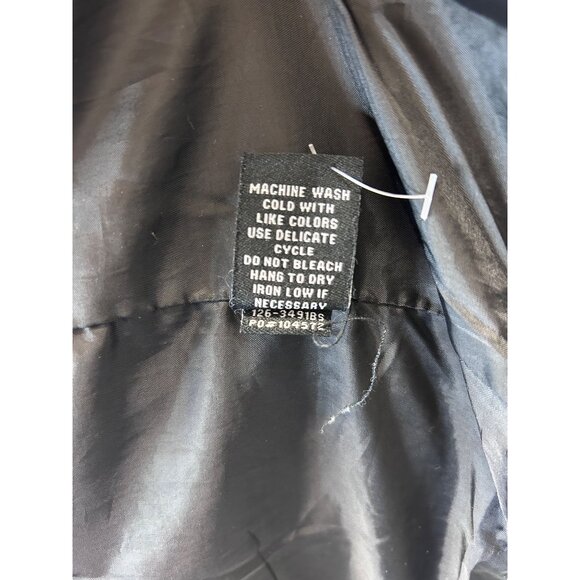 MACHINE WASH
COLD WITH
LIKE COLORS
USE DELICATE
CYCLE
DO NOT BLEACH
HANG TO DRY
IRON LOW IF
NECESSARY
126-3491BS
PO#104572